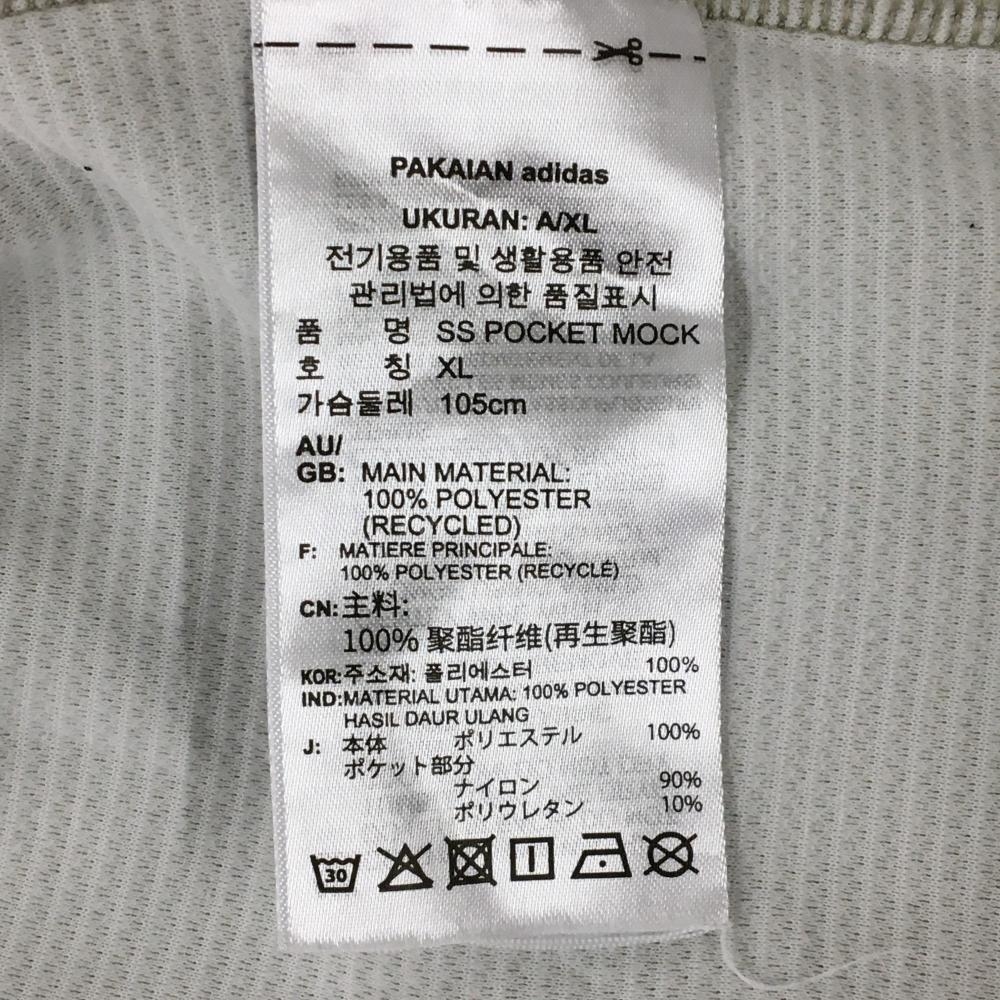 PAKAIAN adidas
UKURAN: A/XL
전기용품 및 생활용품 안전
관리법에 의한 품질표시
품 명 SS POCKET MOCK
호 칭 XL
가슴둘레 105cm
AU/
GB: MAIN MATERIAL:
100% POLYESTER
(RECYCLED)
F: MATIERE PRINCIPALE:
100% POLYESTER (RECYCLÉ)
CN: 主料:
100% 聚酯纤维(再生聚酯)
KOR: 주소재: 폴리에스터 100%
IND: MATERIAL UTAMA: 100% POLYESTER
HASIL DAUR ULANG
J: 本体 ポリエステル 100%
ポケット部分
ナイロン 90%
ポリウレタン 10%
30